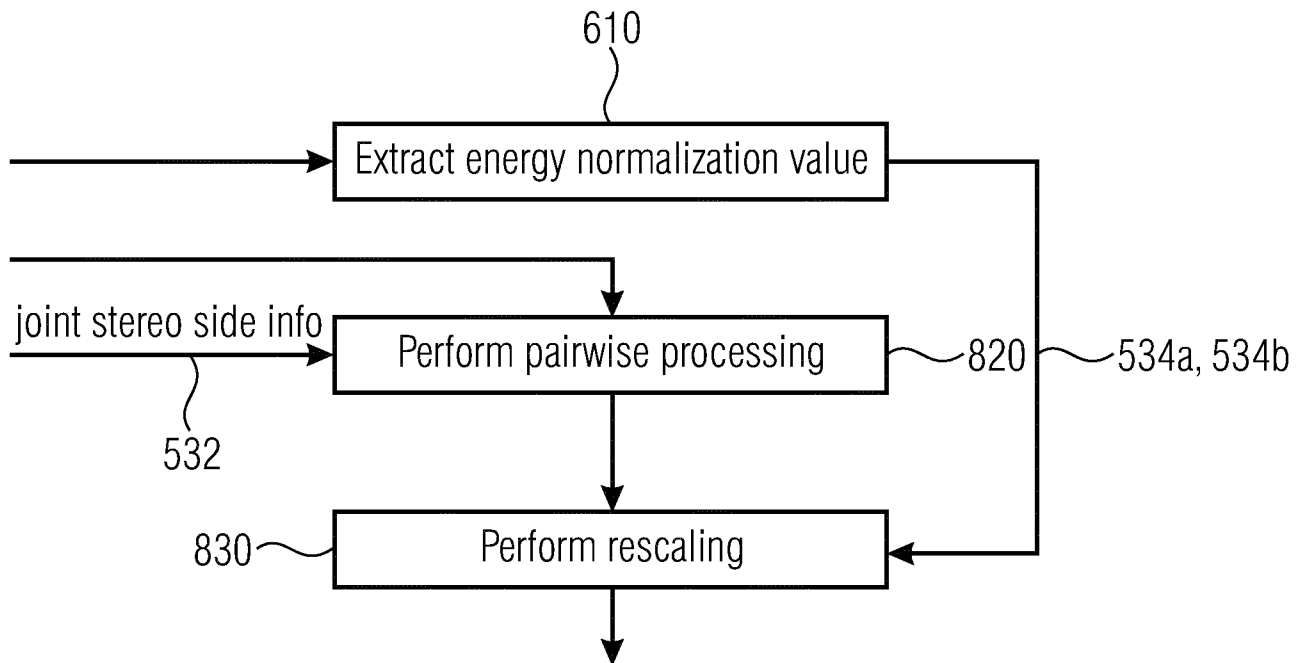 610
Extract energy normalization value
joint stereo side info
Perform pairwise processing
820
534a, 534b
532
830
Perform rescaling